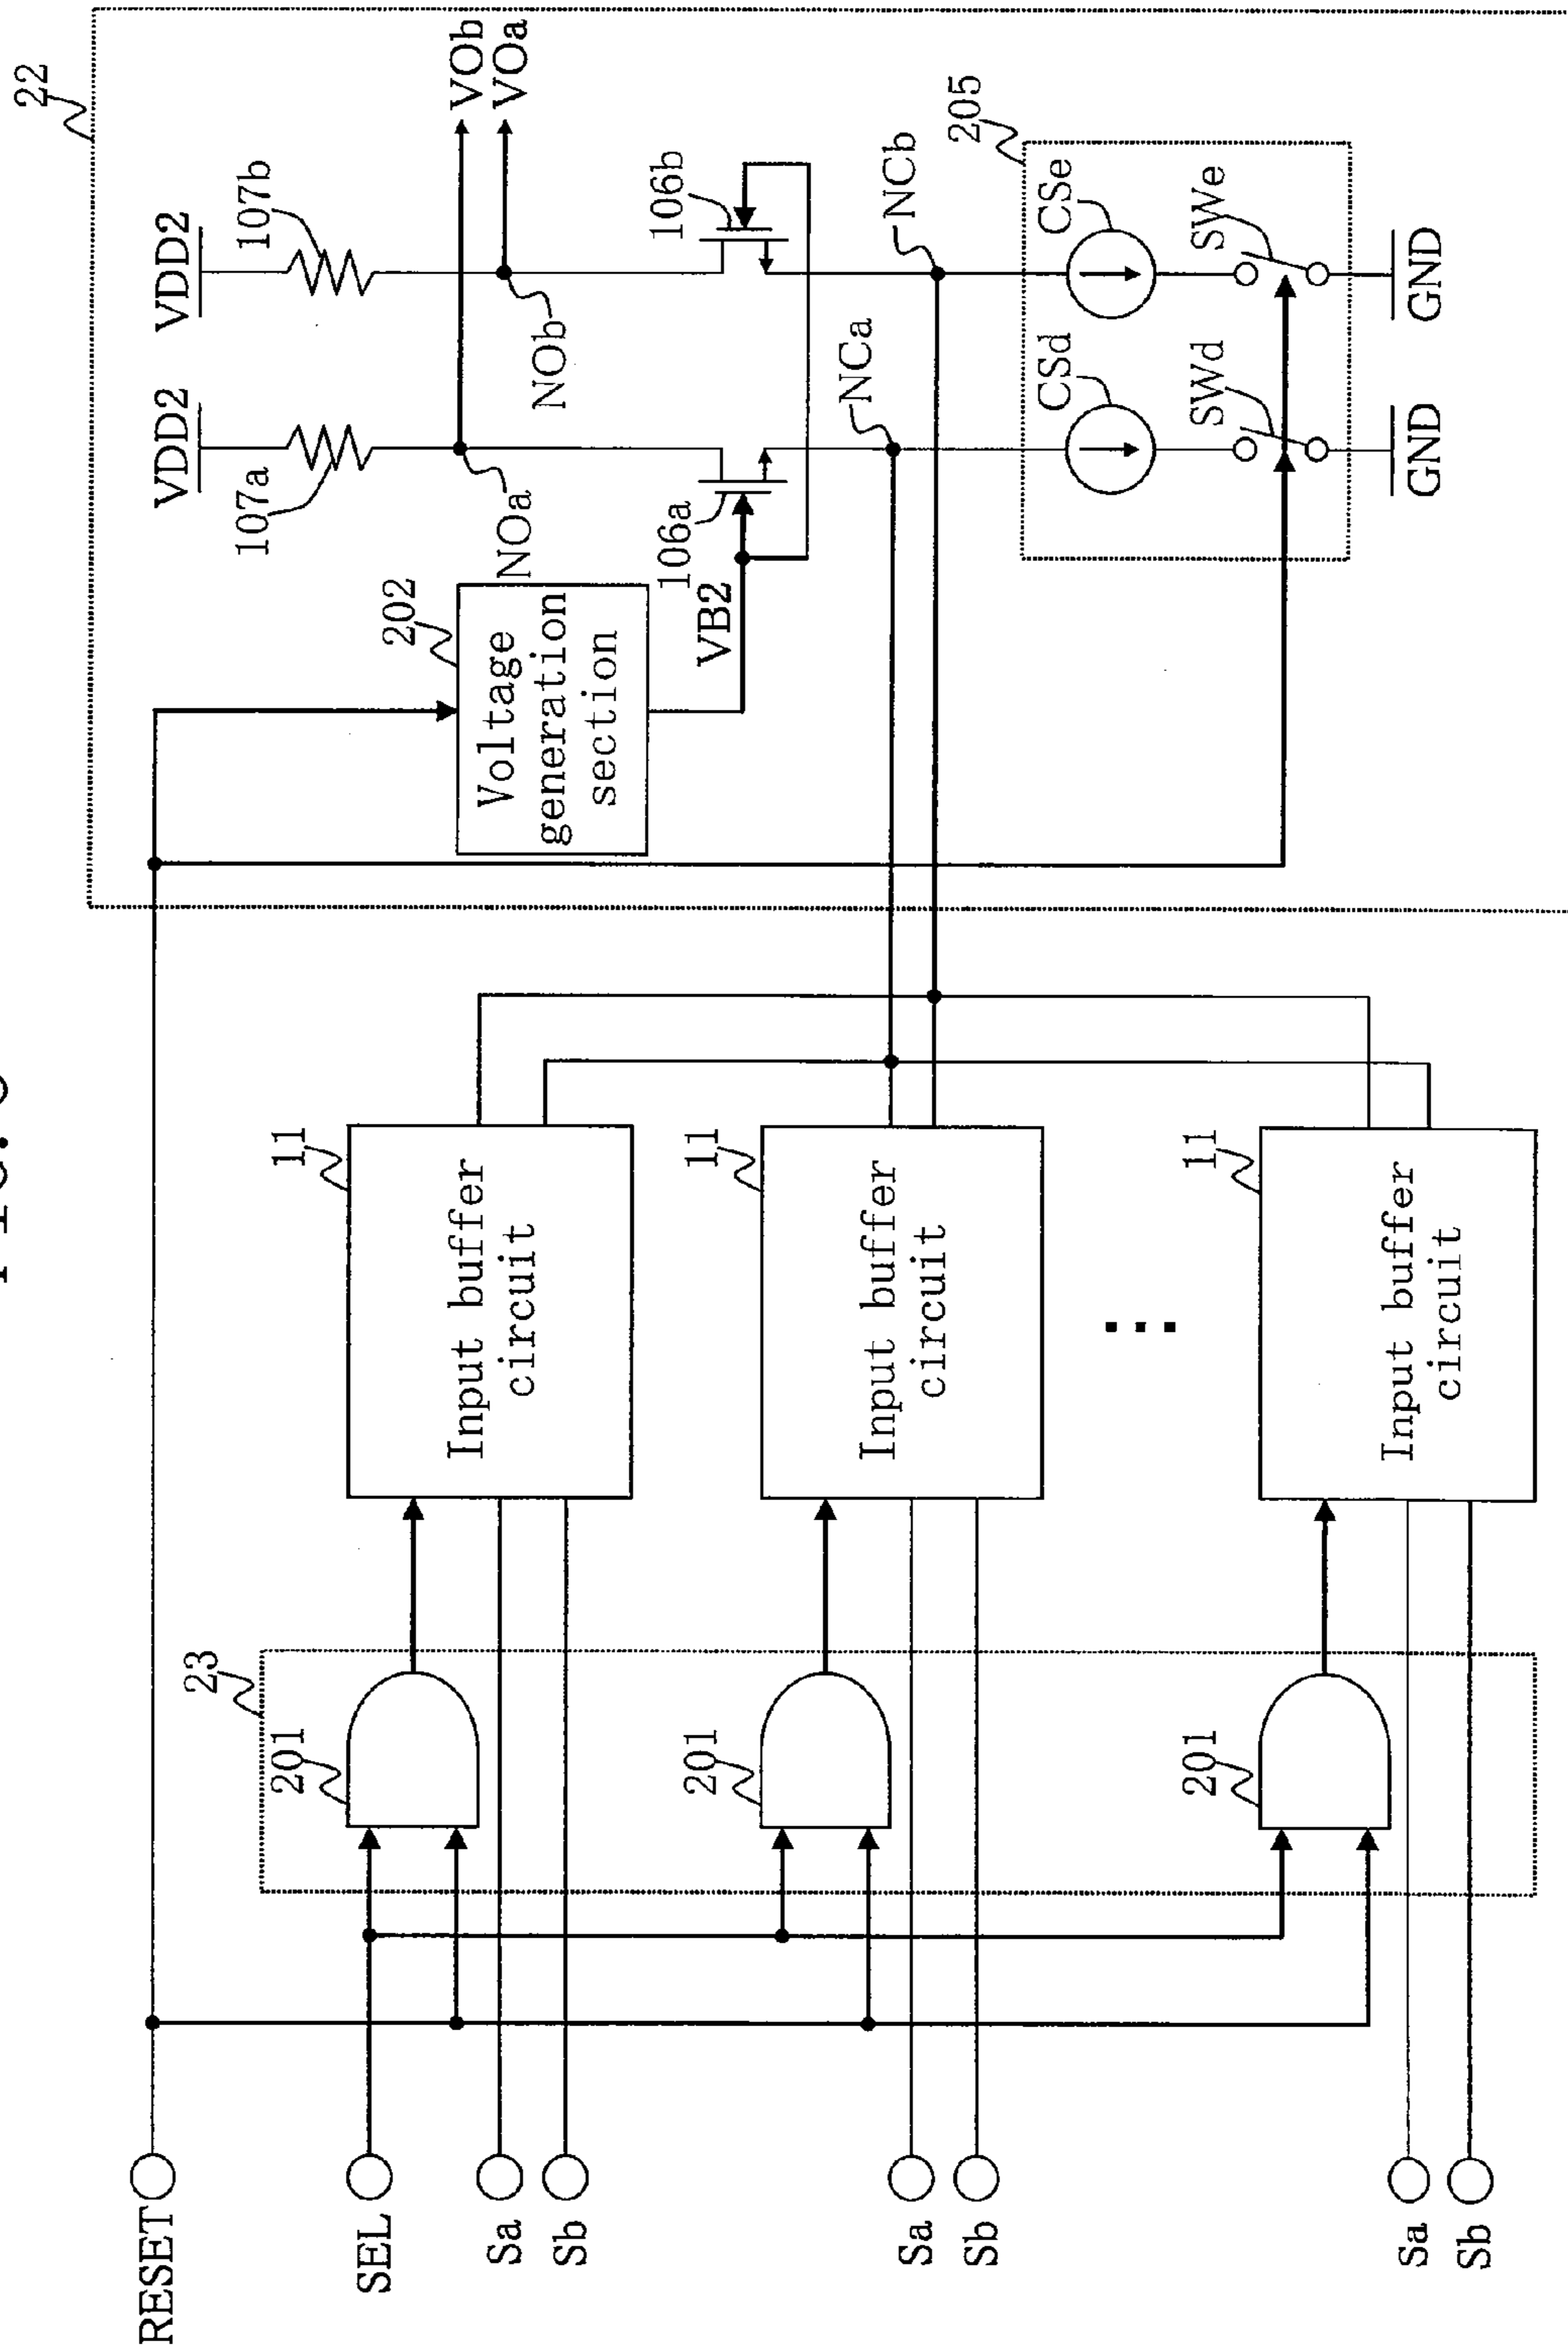 22
VDD2
VDD2
107a
107b
VOb
VOa
NOa
NOb
202
Voltage
generation
section
VB2
106a
106b
NCa
NCb
205
CSd
CSe
SWd
SWe
GND
GND
11
Input buffer
circuit
11
Input buffer
circuit
11
Input buffer
circuit
...
23
201
201
201
RESET
SEL
Sa
Sb
Sa
Sb
Sa
Sb